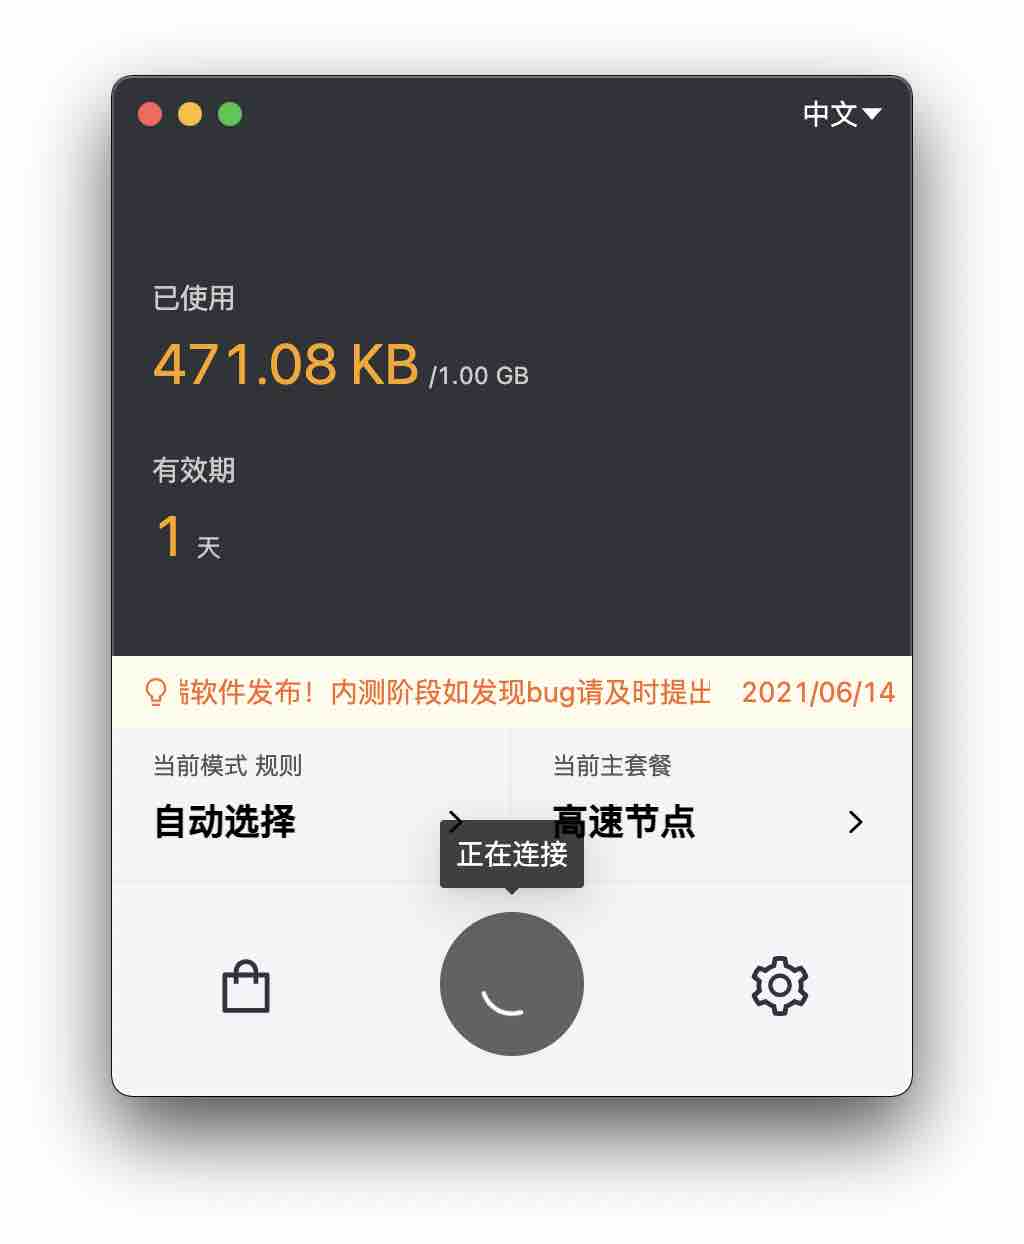 中文
已使用
471.08 KB /1.00 GB
有效期
1 天
软件发布！内测阶段如发现bug请及时提出 2021/06/14
当前模式 规则
自动选择
当前主套餐
高速节点
正在连接